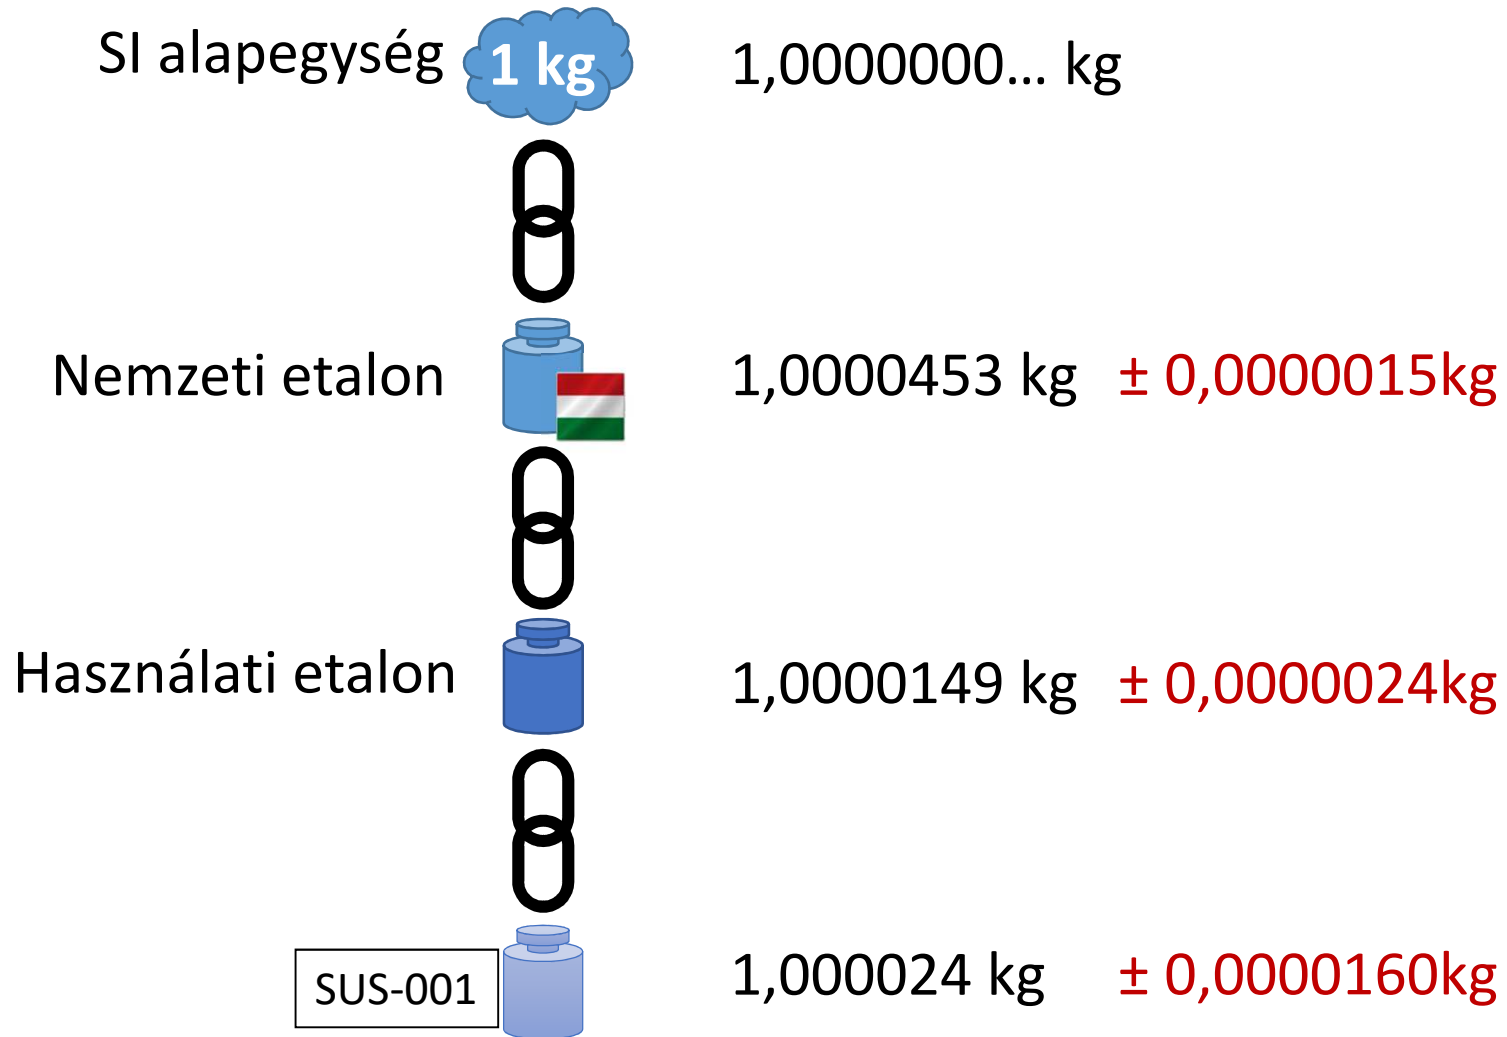 SI alapegység 1 kg 1,0000000... kg
Nemzeti etalon 1,0000453 kg ± 0,0000015kg
Használati etalon 1,0000149 kg ± 0,0000024kg
SUS-001 1,000024 kg ± 0,0000160kg